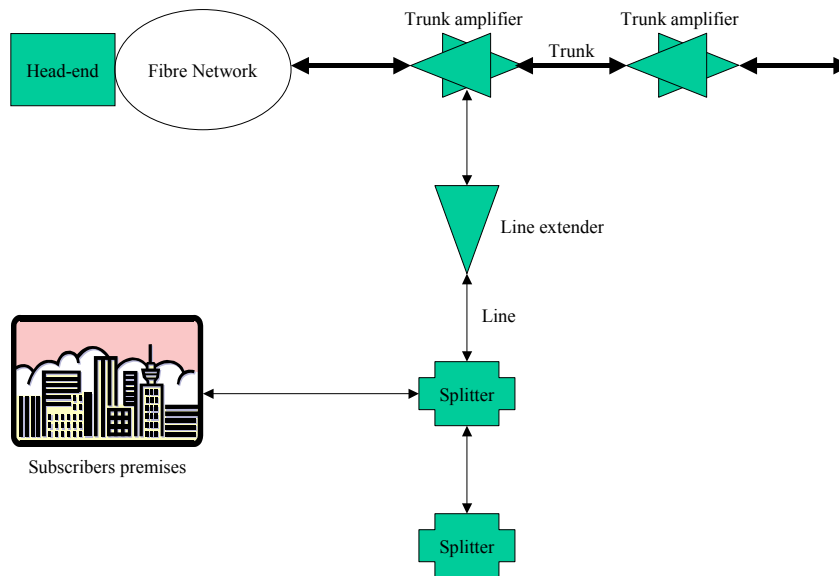 Trunk amplifier
Trunk amplifier
Trunk
Head-end
Fibre Network
Line extender
Line
Splitter
Subscribers premises
Splitter